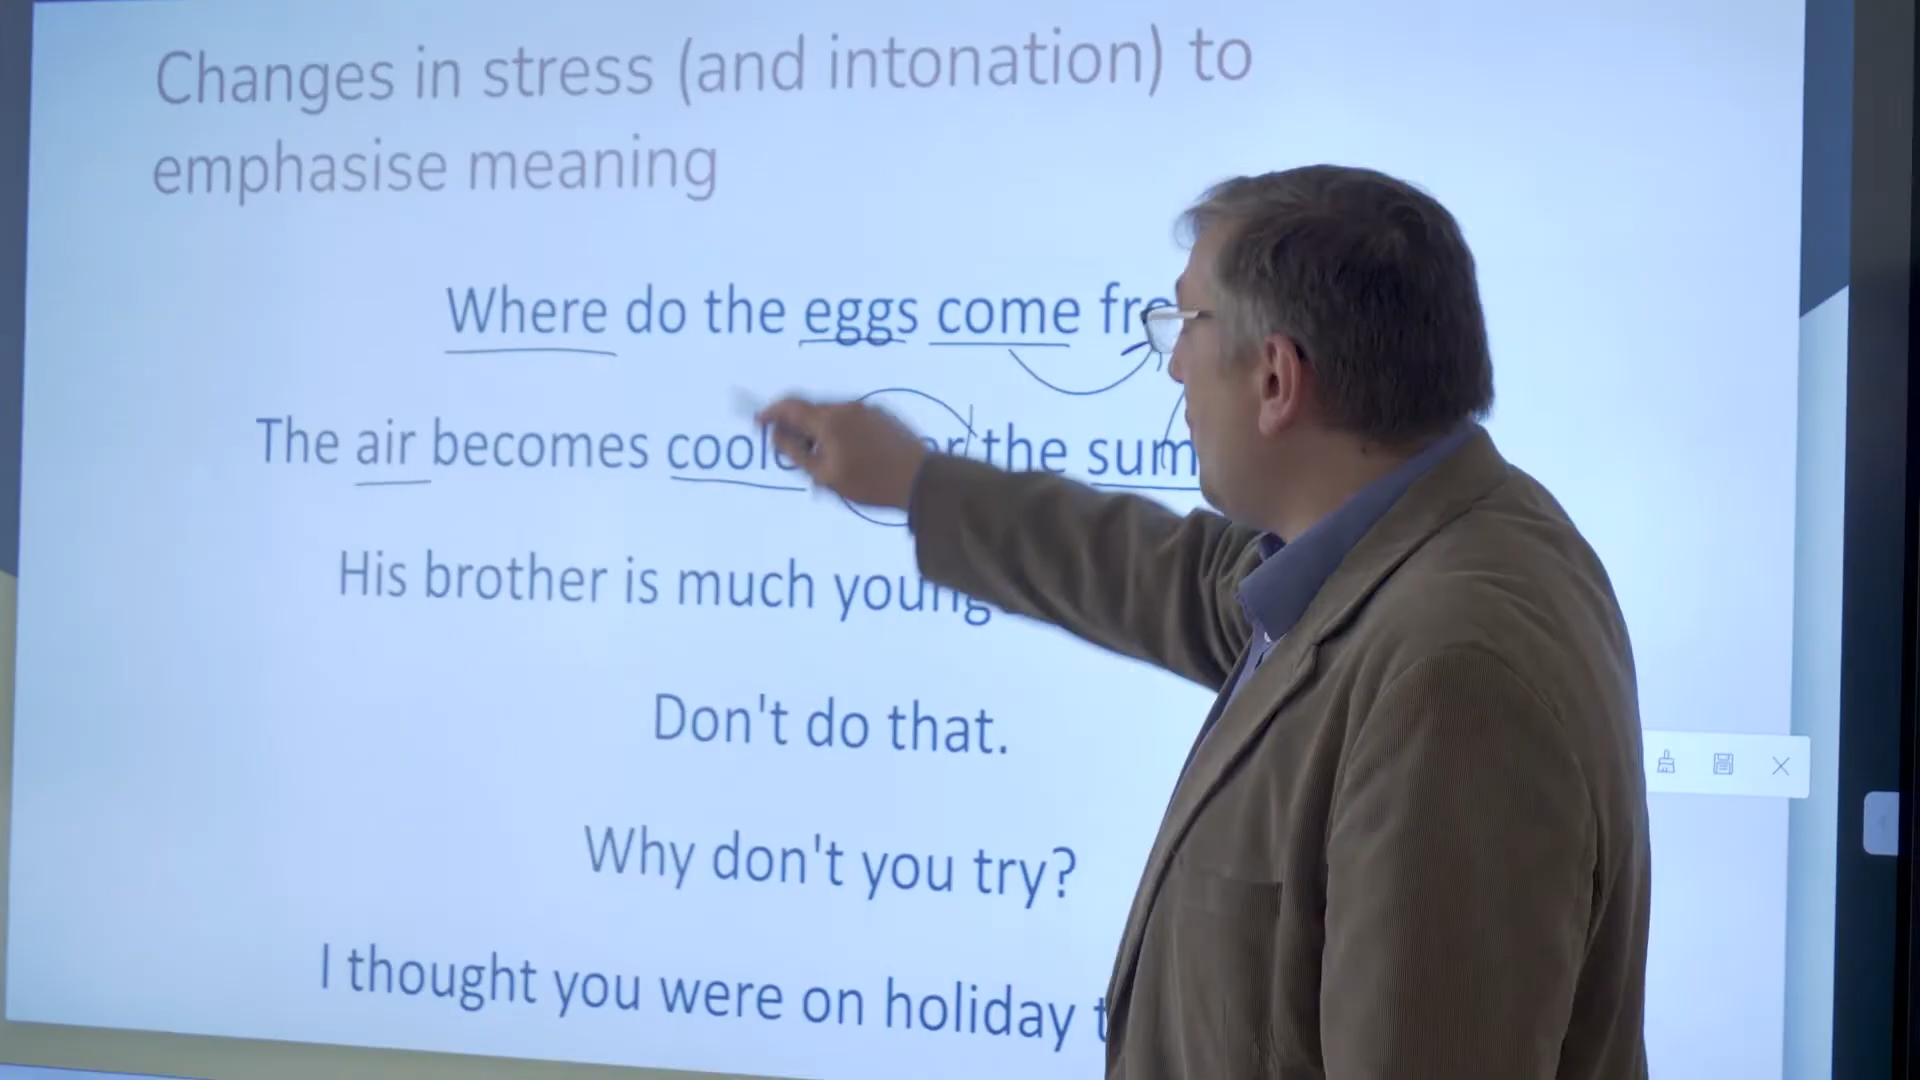 Changes in stress (and intonation) to
emphasise meaning
Where do the eggs come
The air becomes the
His brother is much
Don't do that.
Why don't you try?
I thought you were on holiday